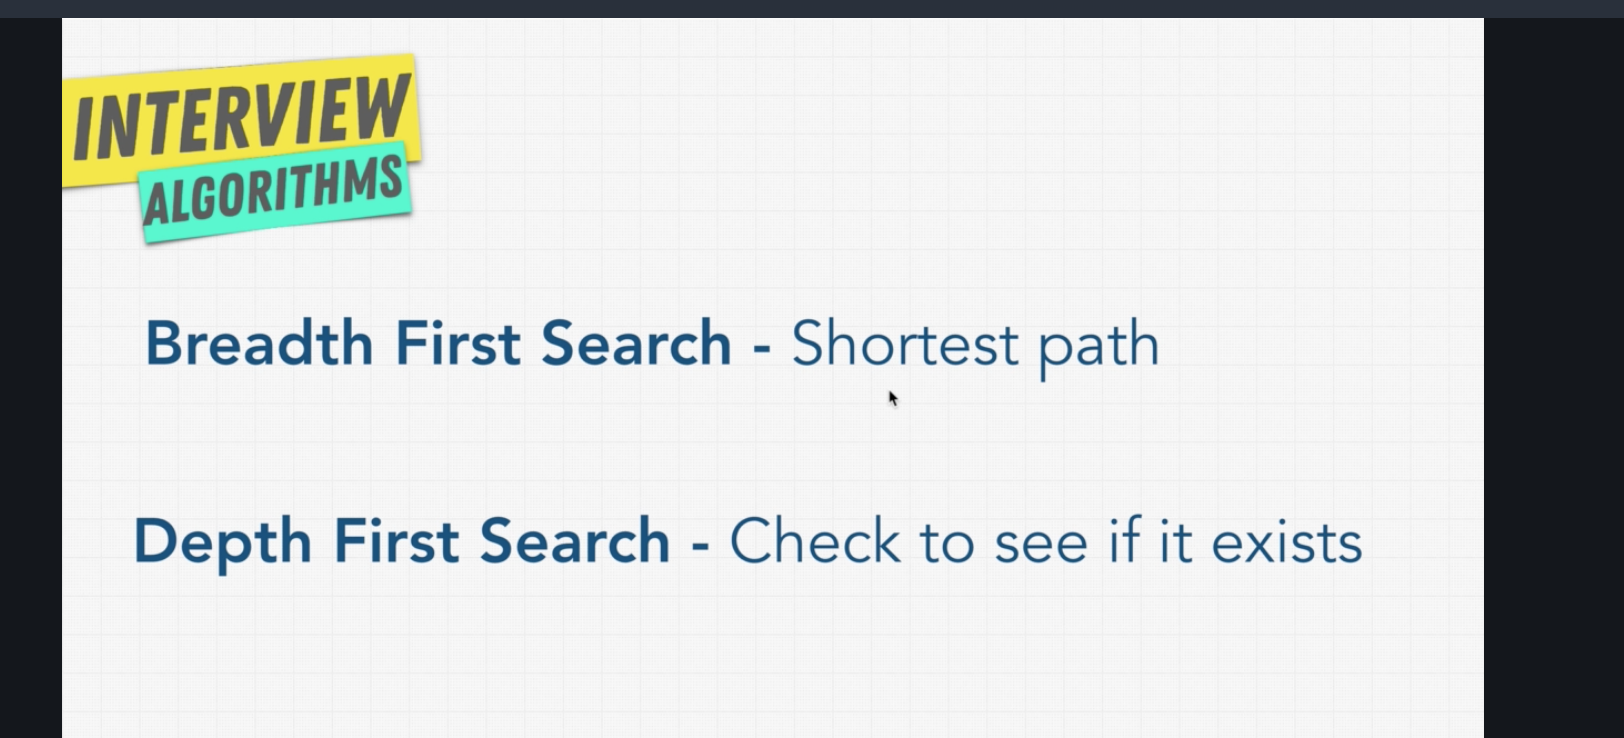 INTERVIEW
ALGORITHMS
Breadth First Search - Shortest path
Depth First Search - Check to see if it exists